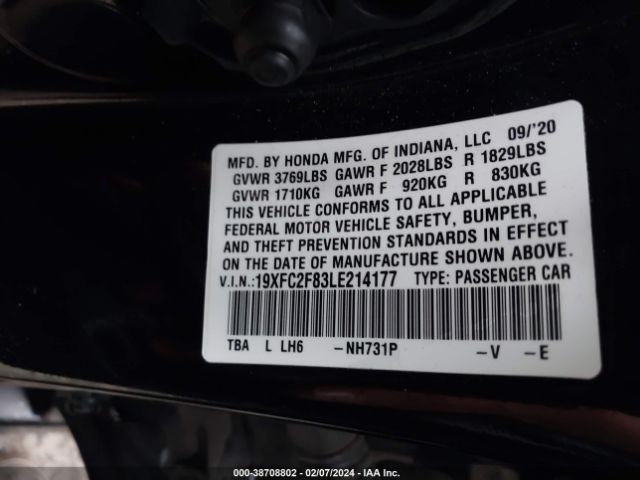 MFD. BY HONDA MFG. OF INDIANA, LLC 09/'20
GVWR 3769LBS GAWR F 2028LBS R 1829LBS
GVWR 1710KG GAWR F 920KG R 830KG
THIS VEHICLE CONFORMS TO ALL APPLICABLE
FEDERAL MOTOR VEHICLE SAFETY, BUMPER,
AND THEFT PREVENTION STANDARDS IN EFFECT
ON THE DATE OF MANUFACTURE SHOWN ABOVE.
V.I.N.:19XFC2F83LE214177 TYPE: PASSENGER CAR
TBA L LH6 -NH731P -V -E
000-38708802 - 02/07/2024 - IAA Inc.